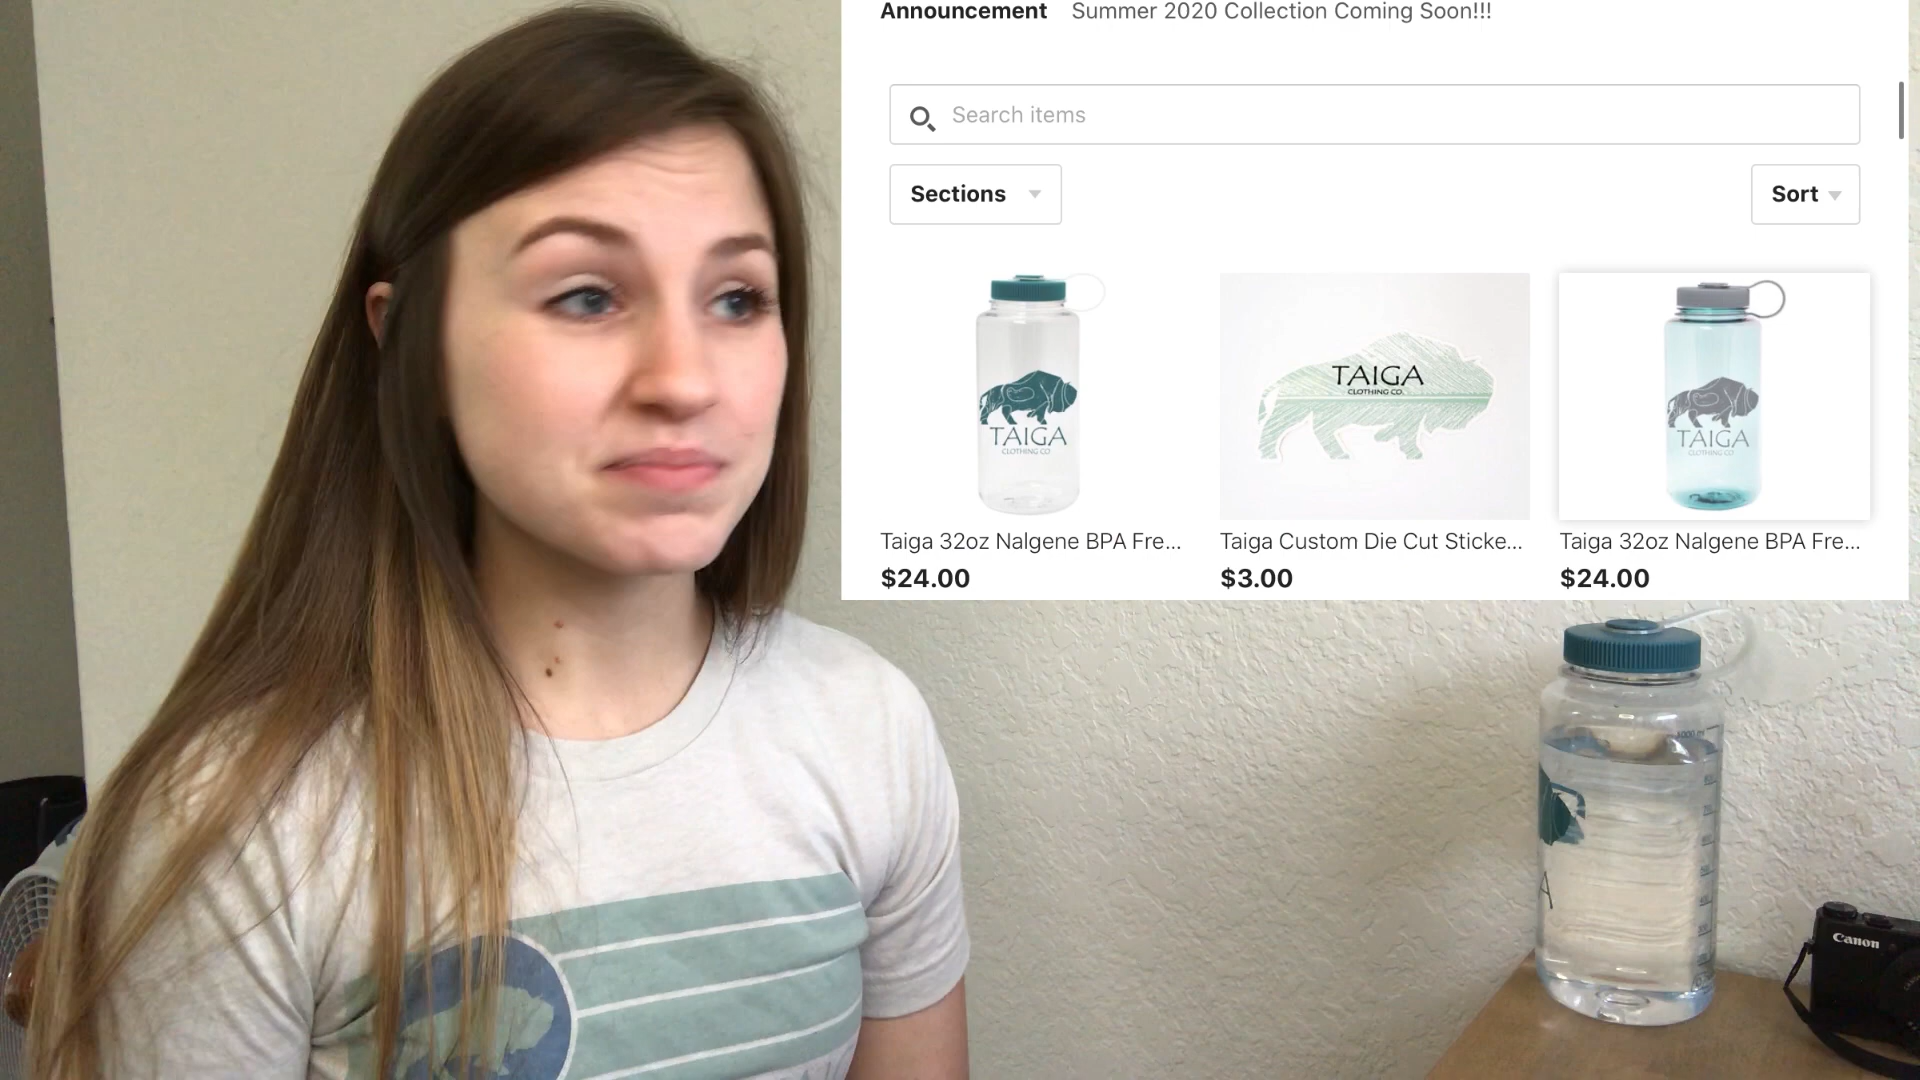 Announcement Summer 2020 Collection Coming Soon!!!
Search items
Sections
Sort
TAIGA
CLOTHING CO
TAIGA
CLOTHING CO.
TAIGA
CLOTHING CO
Taiga 32oz Nalgene BPA Fre...
$24.00
Taiga Custom Die Cut Sticke...
$3.00
Taiga 32oz Nalgene BPA Fre...
$24.00
1000 ml
A
Canon